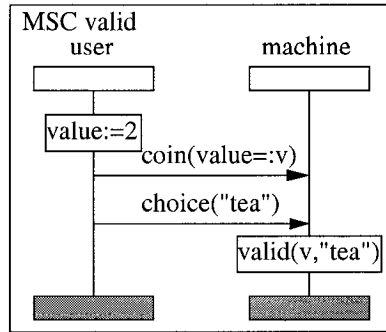 MSC valid
user machine
value:=2
coin(value=:v)
choice("tea")
valid(v,"tea")